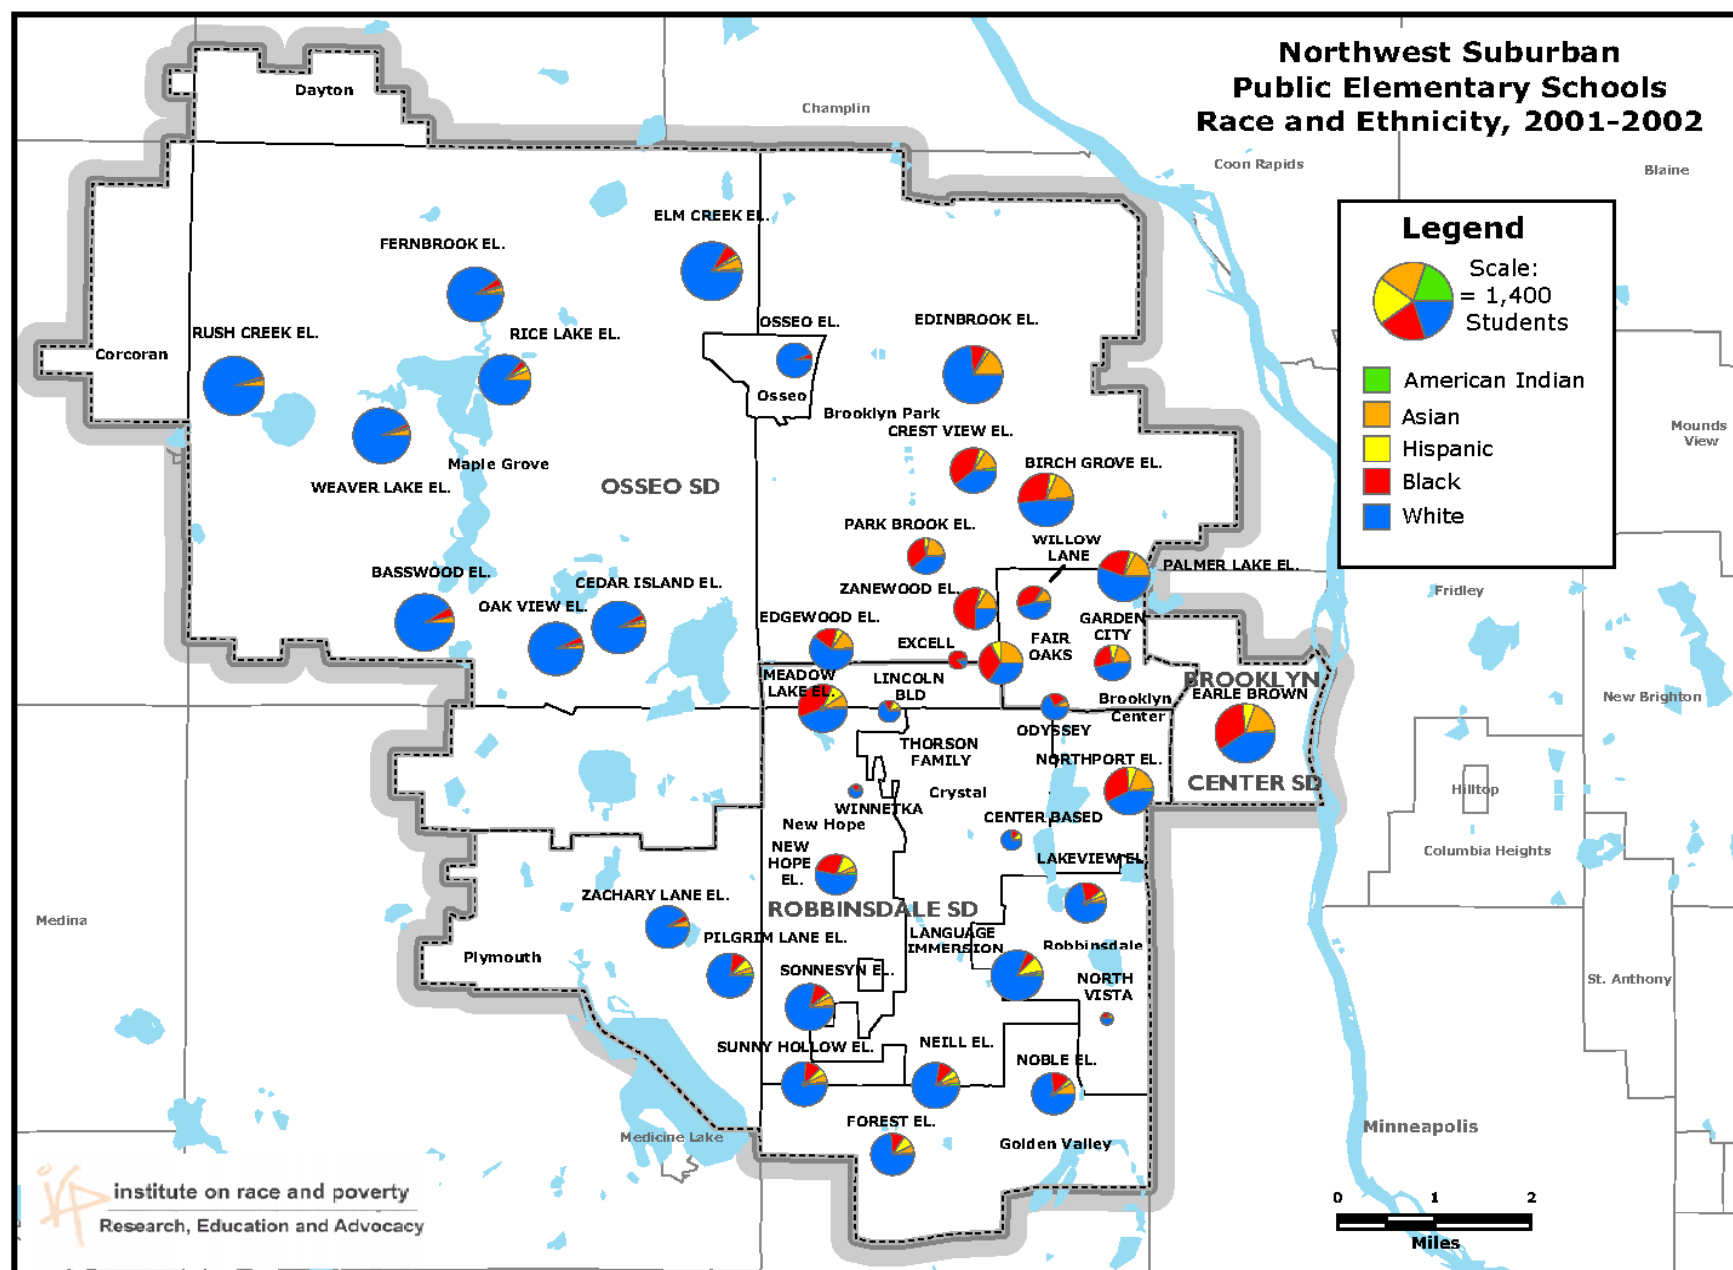 Northwest Suburban
Public Elementary Schools
Race and Ethnicity, 2001-2002
Dayton
Champlin
Coon Rapids
Blaine
Legend
Scale:
= 1,400
Students
American Indian
Asian
Hispanic
Black
White
ELM CREEK EL.
FERNBROOK EL.
RUSH CREEK EL.
RICE LAKE EL.
OSSEO EL.
EDINBROOK EL.
Corcoran
Osseo
Brooklyn Park
CREST VIEW EL.
Mounds
View
Maple Grove
BIRCH GROVE EL.
WEAVER LAKE EL.
OSSEO SD
PARK BROOK EL.
WILLOW
LANE
PALMER LAKE EL.
BASSWOOD EL.
CEDAR ISLAND EL.
ZANEWOOD EL.
Fridley
OAK VIEW EL.
EDGEWOOD EL.
GARDEN
CITY
EXCELL
FAIR
OAKS
MEADOW
LAKE EL.
LINCOLN
BLD
BROOKLYN
EARLE BROWN
Brooklyn
Center
New Brighton
ODYSSEY
THORSON
FAMILY
NORTHPORT EL.
CENTER SD
Hilltop
Crystal
WINNETKA
CENTER BASED
New Hope
NEW
HOPE
EL.
LAKEVIEW EL.
Columbia Heights
ZACHARY LANE EL.
ROBBINSDALE SD
Medina
PILGRIM LANE EL.
LANGUAGE
IMMERSION
Robbinsdale
Plymouth
SONNESYN EL.
NORTH
VISTA
St. Anthony
SUNNY HOLLOW EL.
NEILL EL.
NOBLE EL.
FOREST EL.
Medicine Lake
Golden Valley
Minneapolis
irp
institute on race and poverty
Research, Education and Advocacy
0 1 2
Miles